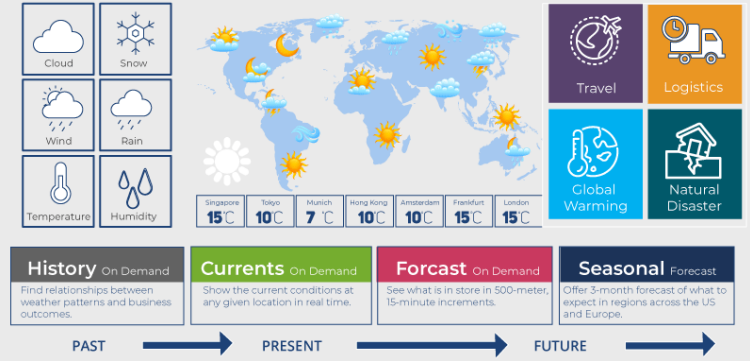 Cloud
Snow
Wind
Rain
Temperature
Humidity
Singapore
15°C
Tokyo
10°C
Munich
7 °C
Hong Kong
10°C
Amsterdam
10°C
Frankfurt
15°C
London
15°C
Travel
Logistics
Global
Warming
Natural
Disaster
History On Demand
Find relationships between
weather patterns and business
outcomes.
Currents On Demand
Show the current conditions at
any given location in real time.
Forcast On Demand
See what is in store in 500-meter,
15-minute increments.
Seasonal Forecast
Offer 3-month forecast of what to
expect in regions across the US
and Europe.
PAST
PRESENT
FUTURE